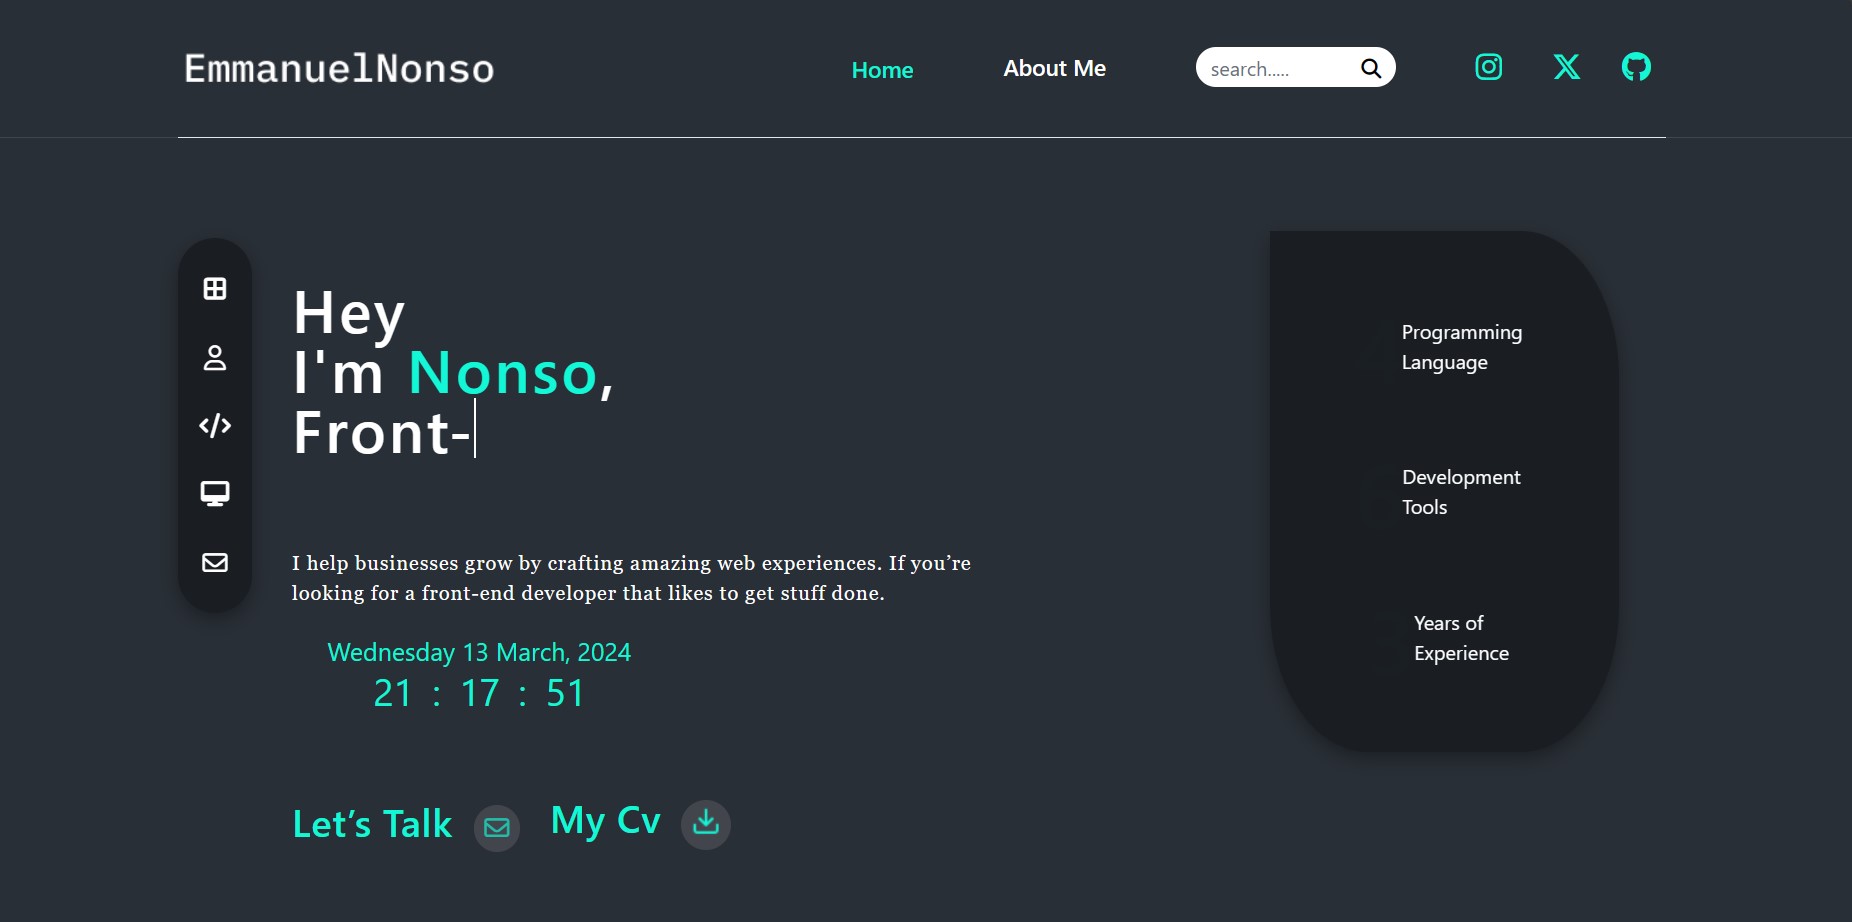 EmmanuelNonso
Home
About Me
search.....
Hey
I'm Nonso,
Front-
I help businesses grow by crafting amazing web experiences. If you’re
looking for a front-end developer that likes to get stuff done.
Wednesday 13 March, 2024
21 : 17 : 51
Let’s Talk
My Cv
Programming
Language
Development
Tools
Years of
Experience